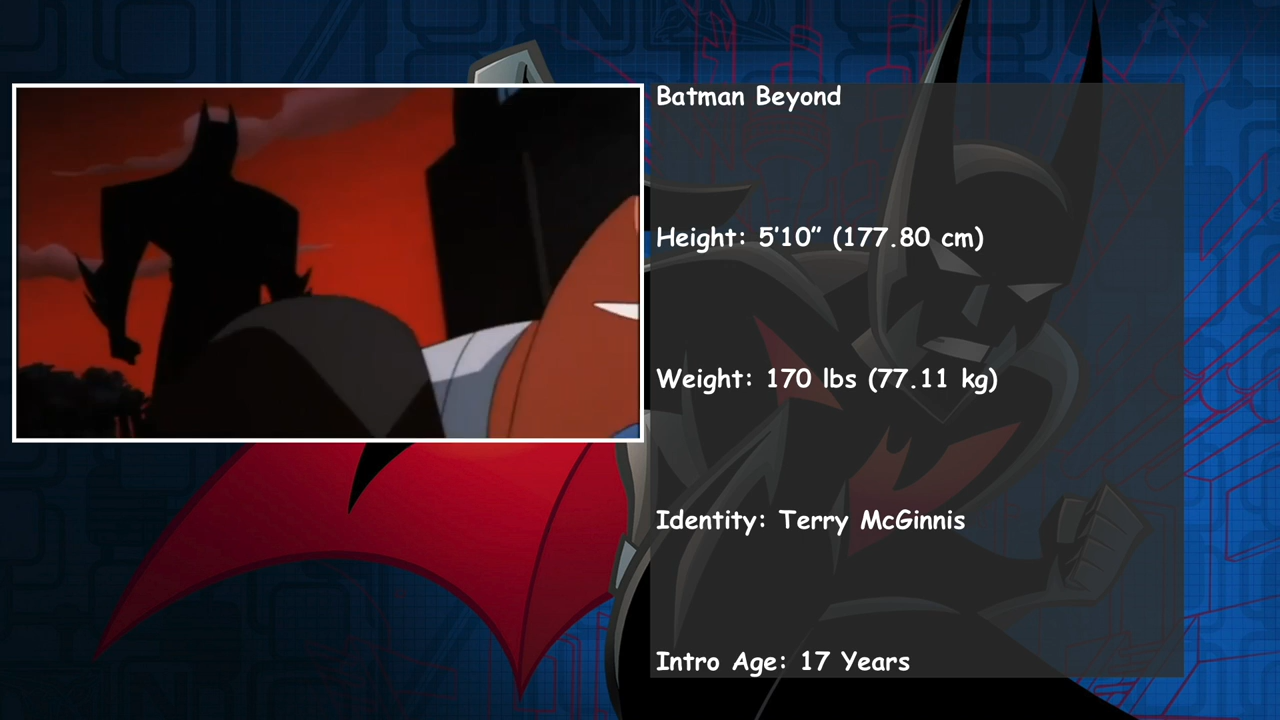 Batman Beyond
Height: 5'10” (177.80 cm)
Weight: 170 lbs (77.11 kg)
Identity: Terry McGinnis
Intro Age: 17 Years